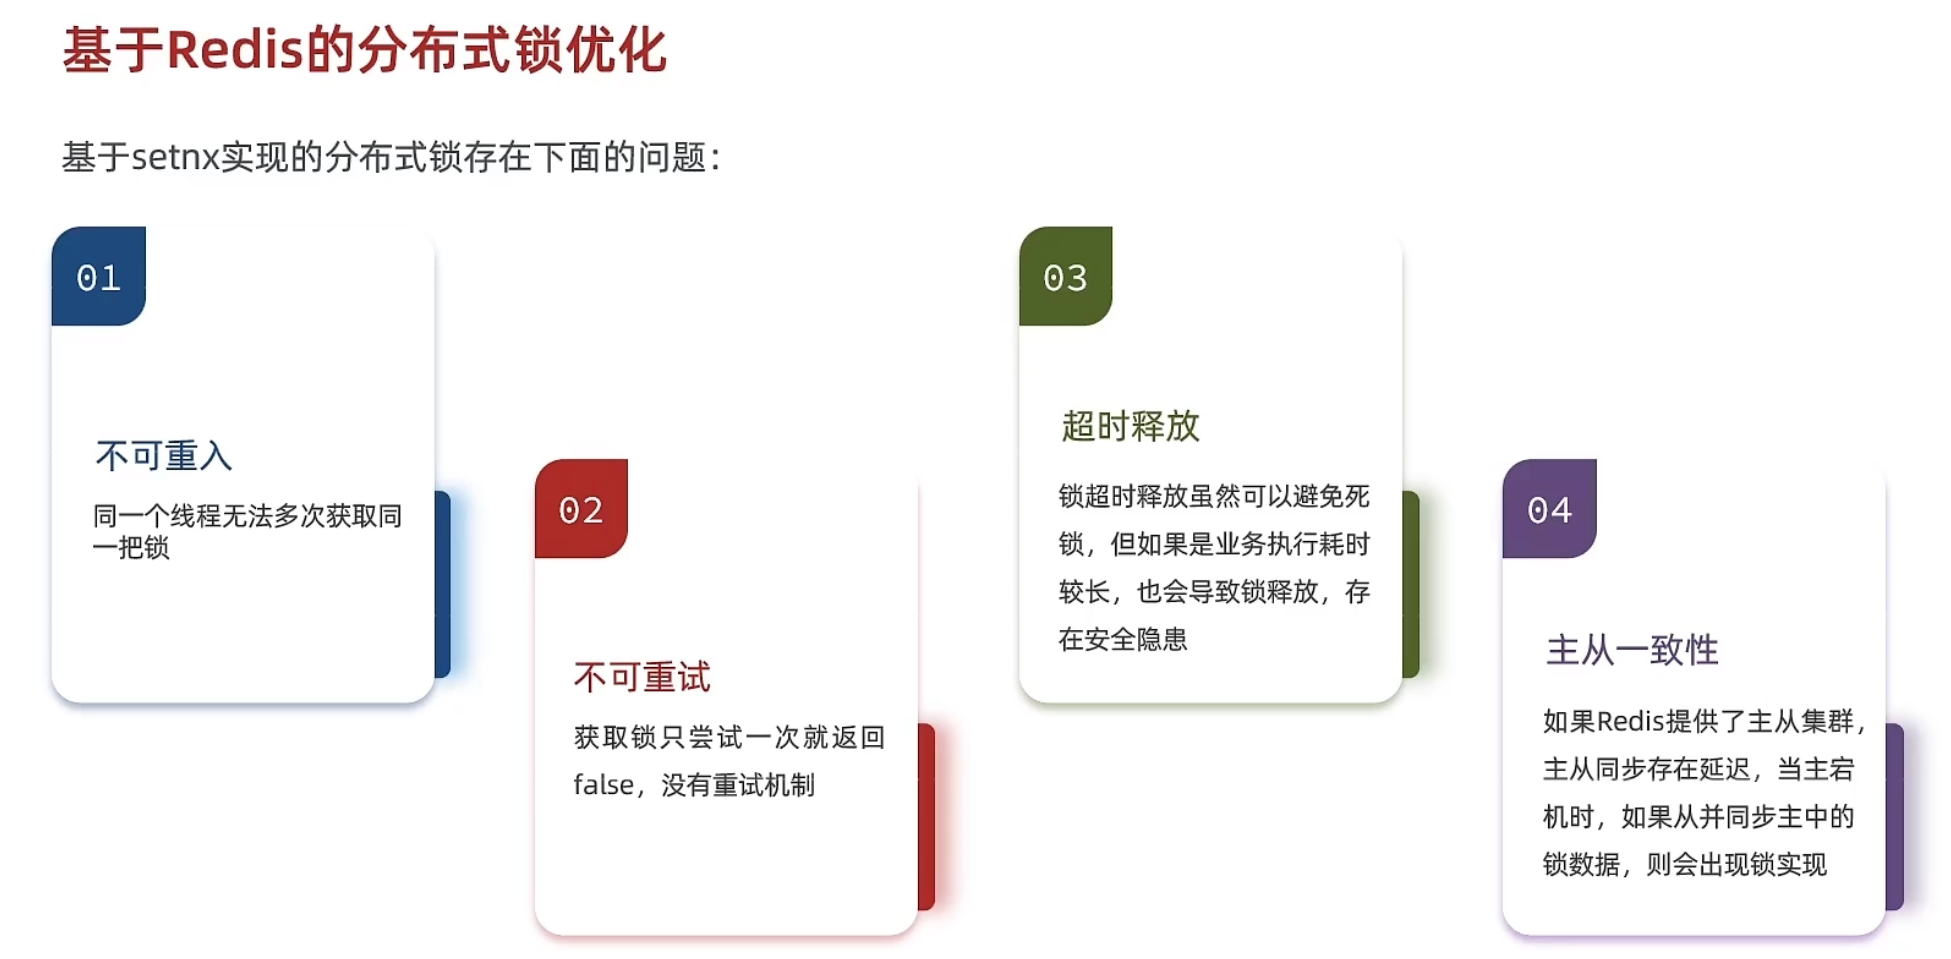 基于Redis的分布式锁优化
基于setnx实现的分布式锁存在下面的问题：
01
不可重入
同一个线程无法多次获取同
一把锁
02
不可重试
获取锁只尝试一次就返回
false，没有重试机制
03
超时释放
锁超时释放虽然可以避免死
锁，但如果是业务执行耗时
较长，也会导致锁释放，存
在安全隐患
04
主从一致性
如果Redis提供了主从集群，
主从同步存在延迟，当主宕
机时，如果从并同步主中的
锁数据，则会出现锁实现